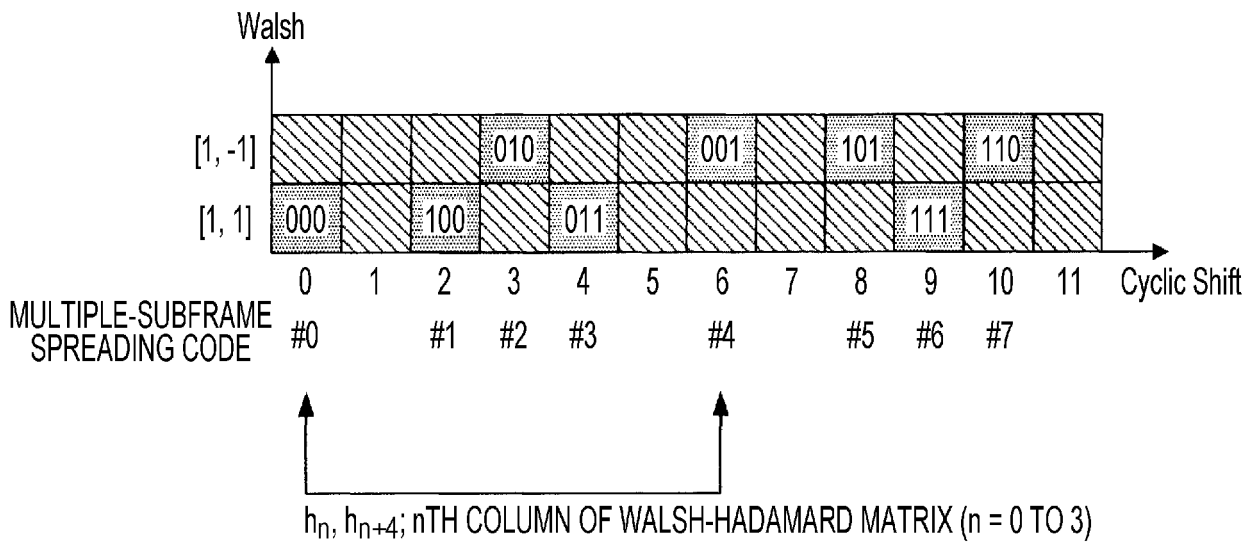 Walsh
[1, -1] 010 001 101 110
[1, 1] 000 100 011 111
0 1 2 3 4 5 6 7 8 9 10 11 Cyclic Shift
MULTIPLE-SUBFRAME
SPREADING CODE #0 #1 #2 #3 #4 #5 #6 #7
hn, hn+4; nTH COLUMN OF WALSH-HADAMARD MATRIX (n = 0 TO 3)